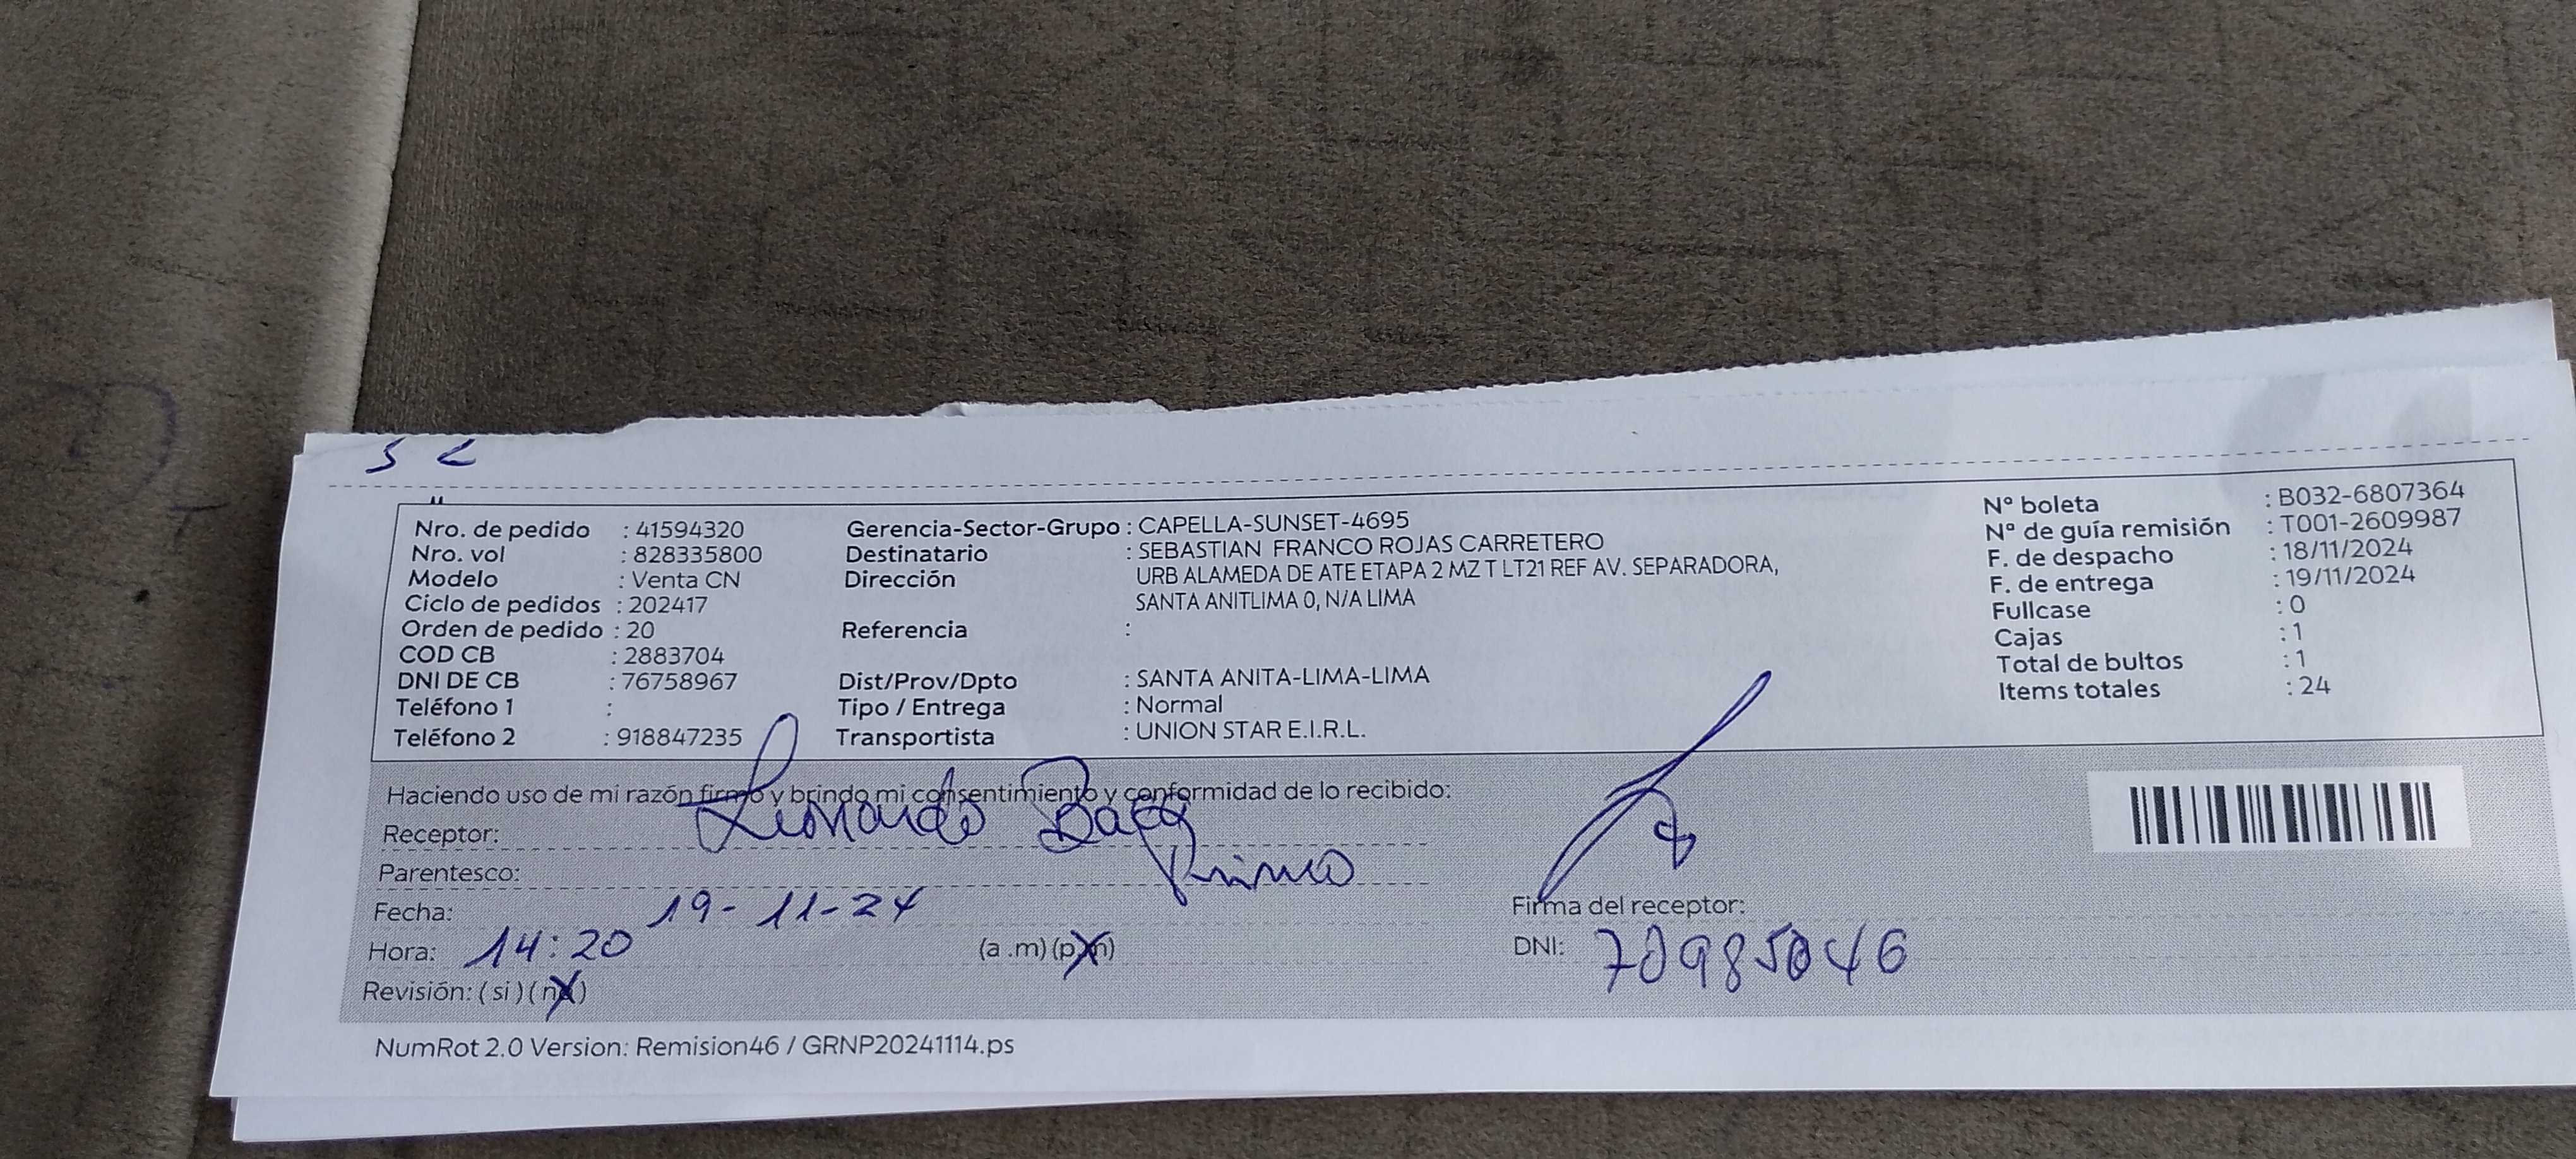 Nro. de pedido : 41594320
Nro. vol : 828335800
Modelo : Venta CN
Ciclo de pedidos : 202417
Orden de pedido : 20
COD CB : 2883704
DNI DE CB : 76758967
Teléfono 1 :
Teléfono 2 : 918847235
Gerencia-Sector-Grupo : CAPELLA-SUNSET-4695
Destinatario : SEBASTIAN FRANCO ROJAS CARRETERO
Dirección URB ALAMEDA DE ATE ETAPA 2 MZ T LT21 REF AV. SEPARADORA,
SANTA ANITLIMA 0, N/A LIMA
Referencia :
Dist/Prov/Dpto : SANTA ANITA-LIMA-LIMA
Tipo / Entrega : Normal
Transportista : UNION STAR E.I.R.L.
N° boleta : B032-6807364
N° de guía remisión : T001-2609987
F. de despacho : 18/11/2024
F. de entrega : 19/11/2024
Fullcase : 0
Cajas : 1
Total de bultos : 1
Items totales : 24
Haciendo uso de mi razón firmo y brindo mi consentimiento y conformidad de lo recibido:
Receptor: Leonardo Baez
Parentesco: Primo
Fecha: 19-11-24
Hora: 14:20 (a .m) (p.m)
Revisión: ( si ) ( no )
Firma del receptor:
DNI: 70985046
NumRot 2.0 Version: Remision46 / GRNP20241114.ps